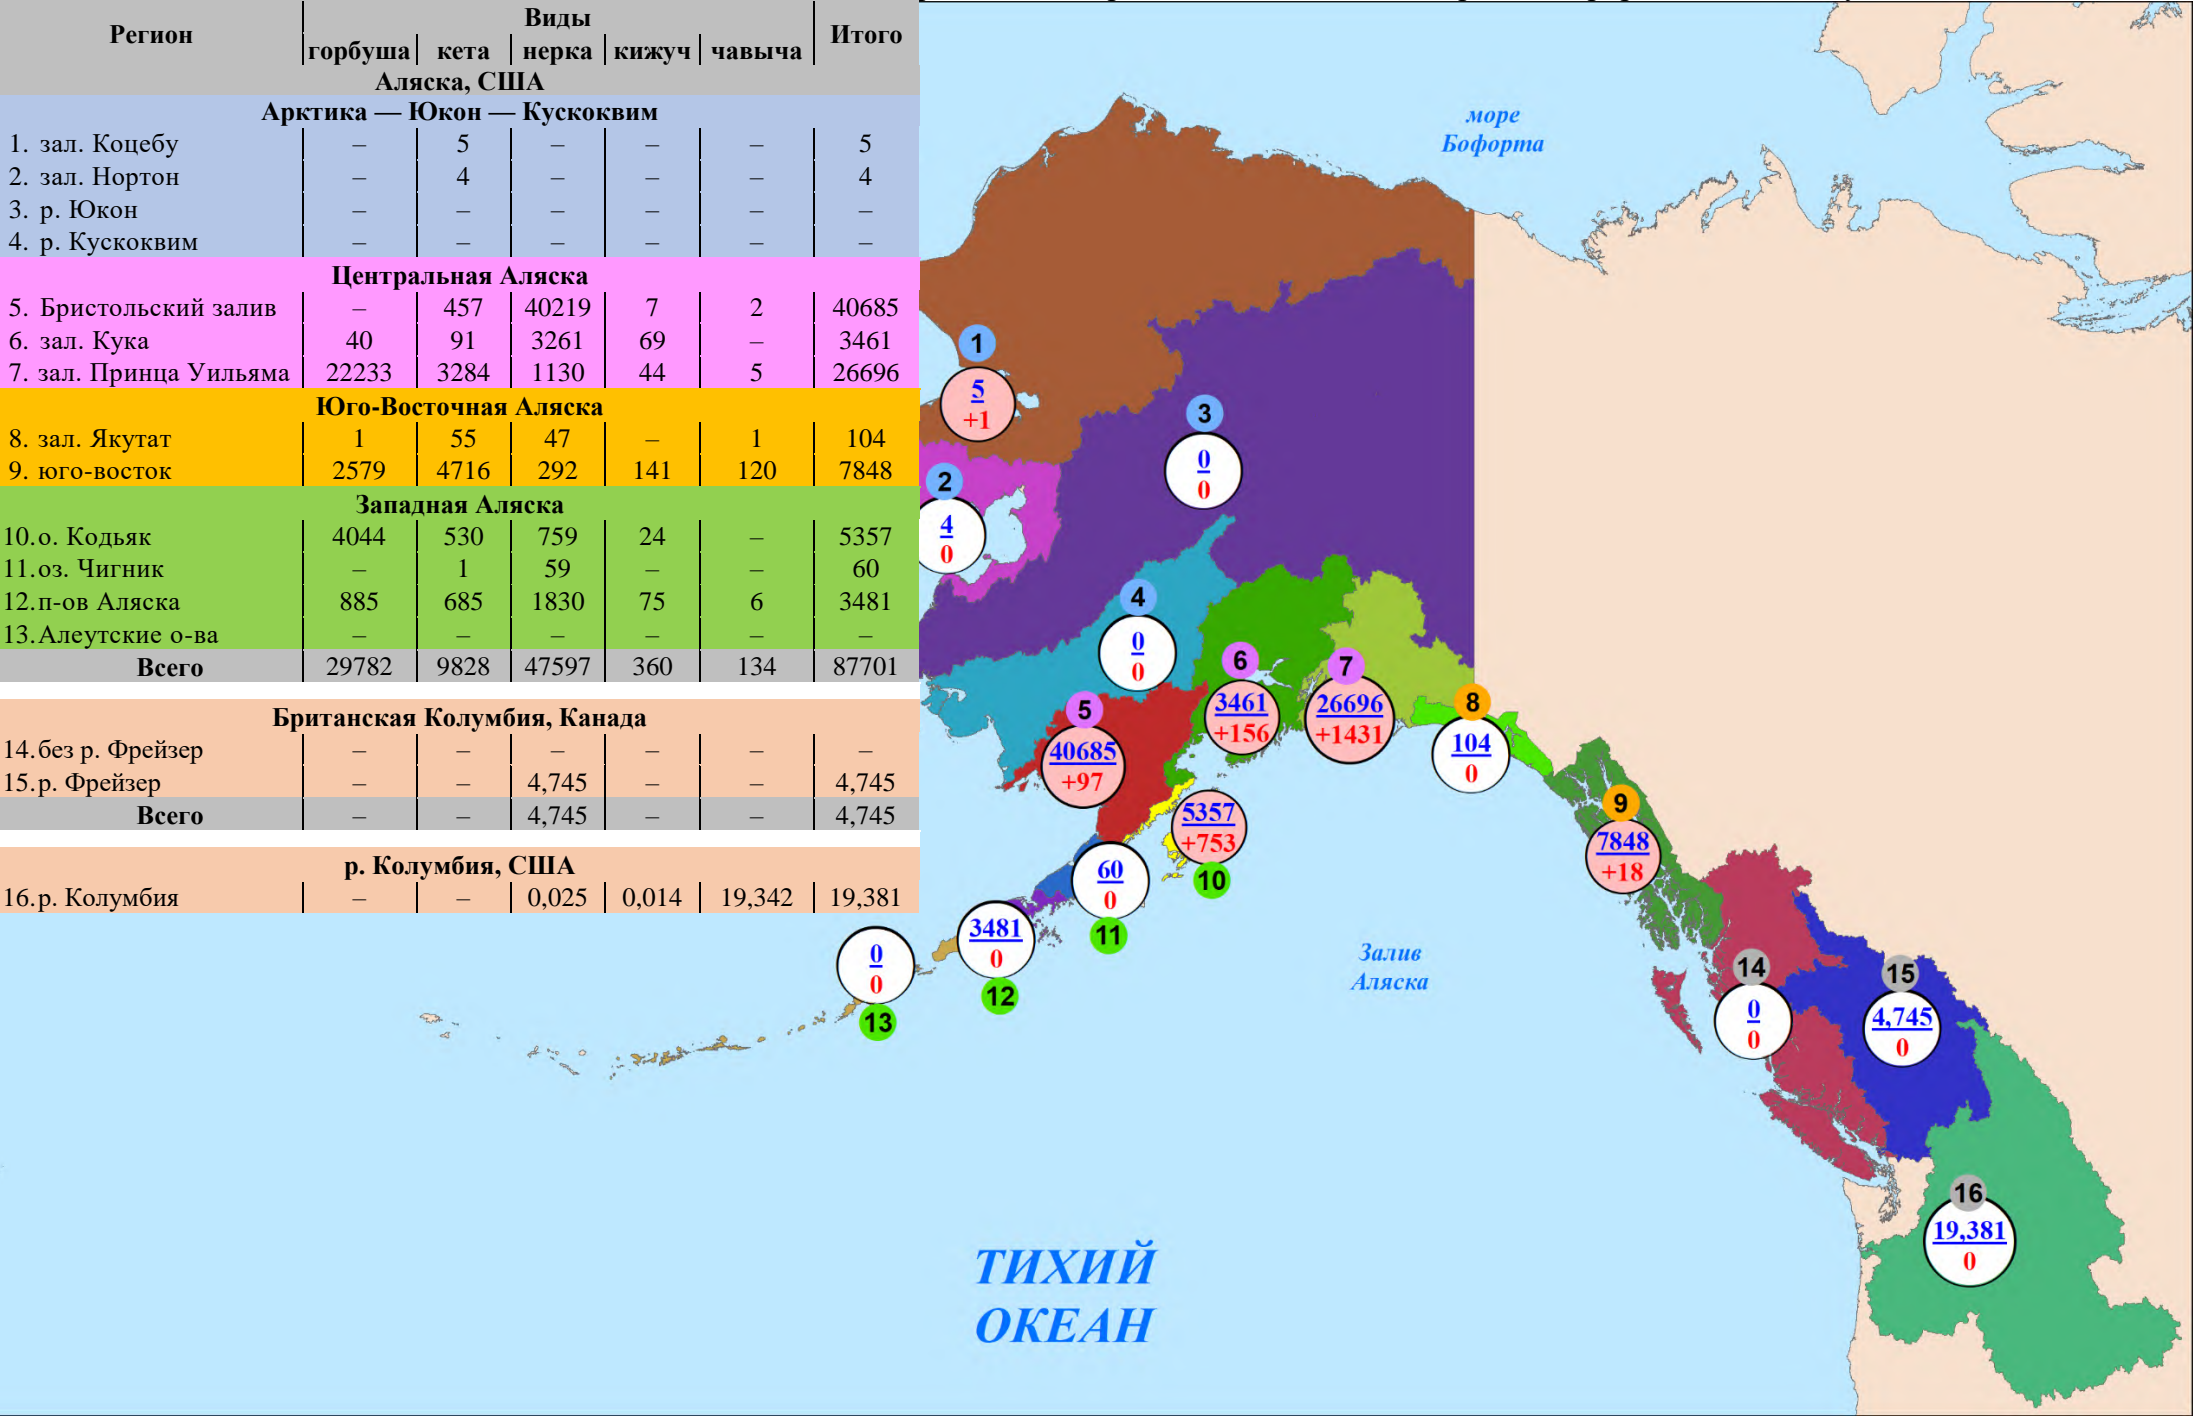 Регион Виды Итого
горбуша кета нерка кижуч чавыча
Аляска, США
Арктика — Юкон — Кускоквим
1. зал. Коцебу – 5 – – – 5
2. зал. Нортон – 4 – – – 4
3. р. Юкон – – – – – –
4. р. Кускоквим – – – – – –
Центральная Аляска
5. Бристольский залив – 457 40219 7 2 40685
6. зал. Кука 40 91 3261 69 – 3461
7. зал. Принца Уильяма 22233 3284 1130 44 5 26696
Юго-Восточная Аляска
8. зал. Якутат 1 55 47 – 1 104
9. юго-восток 2579 4716 292 141 120 7848
Западная Аляска
10. о. Кодьяк 4044 530 759 24 – 5357
11. оз. Чигник – 1 59 – – 60
12. п-ов Аляска 885 685 1830 75 6 3481
13. Алеутские о-ва – – – – – –
Всего 29782 9828 47597 360 134 87701
Британская Колумбия, Канада
14. без р. Фрейзер – – – – – –
15. р. Фрейзер – – 4,745 – – 4,745
Всего – – 4,745 – – 4,745
р. Колумбия, США
16. р. Колумбия – – 0,025 0,014 19,342 19,381
море
Бофорта
1
5
+1
2
4
0
3
0
0
4
0
0
5
40685
+97
6
3461
+156
7
26696
+1431
8
104
0
9
7848
+18
5357
+753
10
60
0
11
3481
0
12
0
0
13
Залив
Аляска
14
0
0
15
4,745
0
16
19,381
0
ТИХИЙ
ОКЕАН